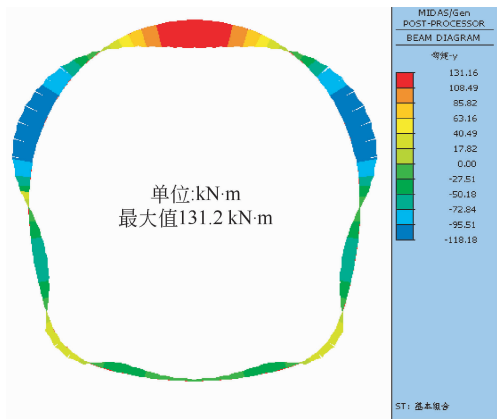 MIDAS/Gen
POST-PROCESSOR
BEAM DIAGRAM
弯矩-y
131.16
108.49
85.82
63.16
40.49
17.82
0.00
-27.51
-50.18
-72.84
-95.51
-118.18
单位:kN·m
最大值131.2 kN·m
ST: 基本组合